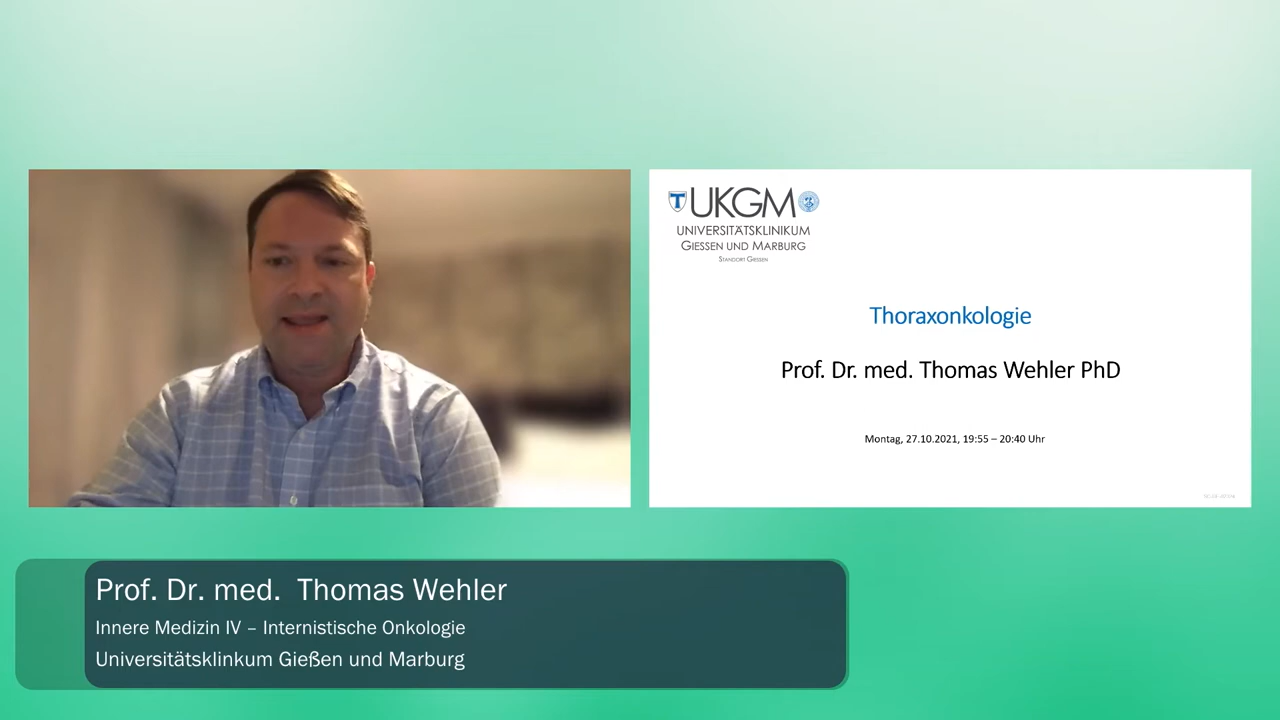 UKGM
UNIVERSITÄTSKLINIKUM
GIESSEN UND MARBURG
STANDORT GIESSEN
Thoraxonkologie
Prof. Dr. med. Thomas Wehler PhD
Montag, 27.10.2021, 19:55 – 20:40 Uhr
Prof. Dr. med.  Thomas Wehler
Innere Medizin IV – Internistische Onkologie
Universitätsklinkum Gießen und Marburg